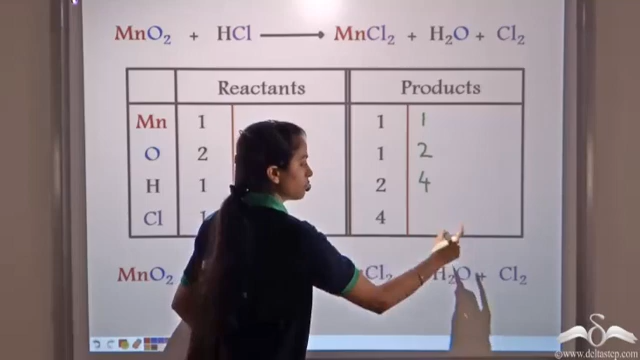 MnO₂ + HCl ⟶ MnCl₂ + H₂O + Cl₂
Reactants Products
Mn 1 1 1
O 2 1 2
H 1 2 4
Cl 1 4
MnO₂ Cl₂ + H₂O + Cl₂
©www.deltastep.com